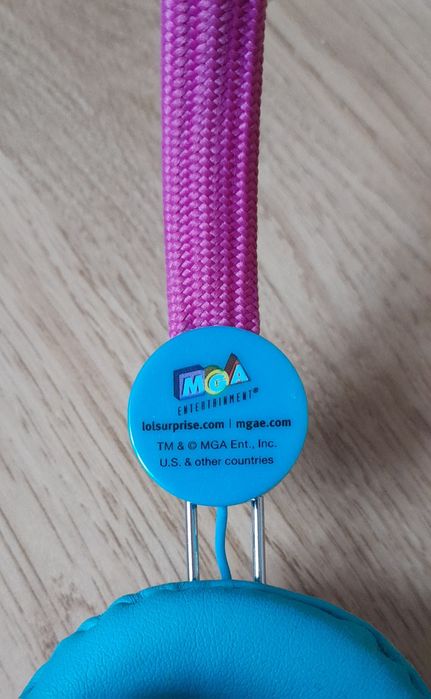 MGA
ENTERTAINMENT®
lolsurprise.com | mgae.com
TM & © MGA Ent., Inc.
U.S. & other countries